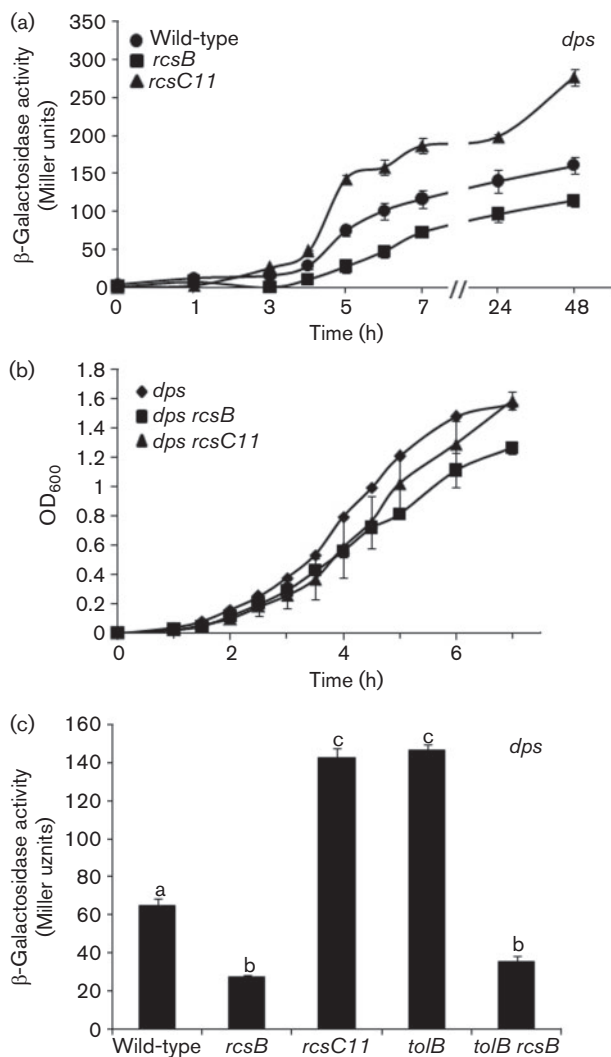 (a)
350
300
250
200
150
100
50
0
β-Galactosidase activity
(Miller units)
Wild-type
rcsB
rcsC11
dps
0 1 3 4 5 6 7 // 24 48
Time (h)
(b)
1.8
1.6
1.4
1.2
1
0.8
0.6
0.4
0.2
0
OD600
dps
dps rcsB
dps rcsC11
0 2 4 6
Time (h)
(c)
160
140
120
100
80
60
40
20
0
β-Galactosidase activity
(Miller uznits)
dps
a b c c b
Wild-type rcsB rcsC11 tolB tolB rcsB